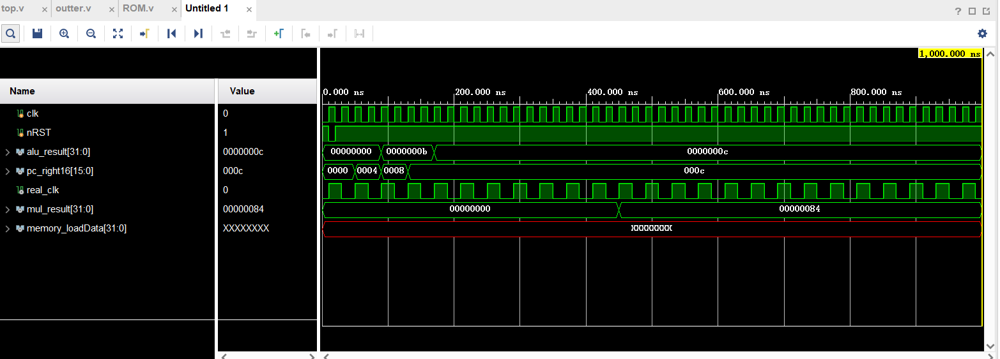 top.v × outter.v × ROM.v × Untitled 1 ×
?
1,000.000 ns
Name Value
0.000 ns 200.000 ns 400.000 ns 600.000 ns 800.000 ns
clk 0
nRST 1
alu_result[31:0] 0000000c 00000000 0000000b 0000000c
pc_right16[15:0] 000c 0000 0004 0008 000c
real_clk 0
mul_result[31:0] 00000084 00000000 00000084
memory_loadData[31:0] XXXXXXXX XXXXXXXX